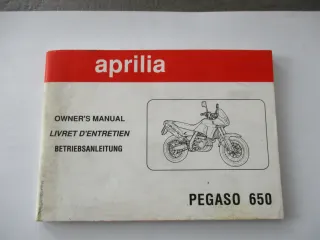 aprilia
OWNER'S MANUAL
LIVRET D'ENTRETIEN
BETRIEBSANLEITUNG
PEGASO 650